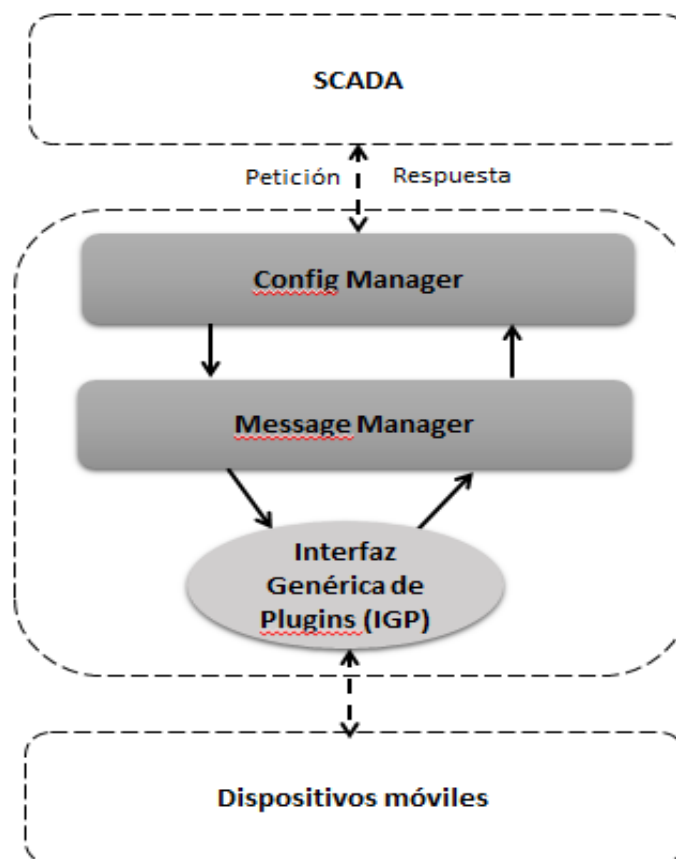 SCADA
Petición
Respuesta
Config Manager
Message Manager
Interfaz
Genérica de
Plugins (IGP)
Dispositivos móviles